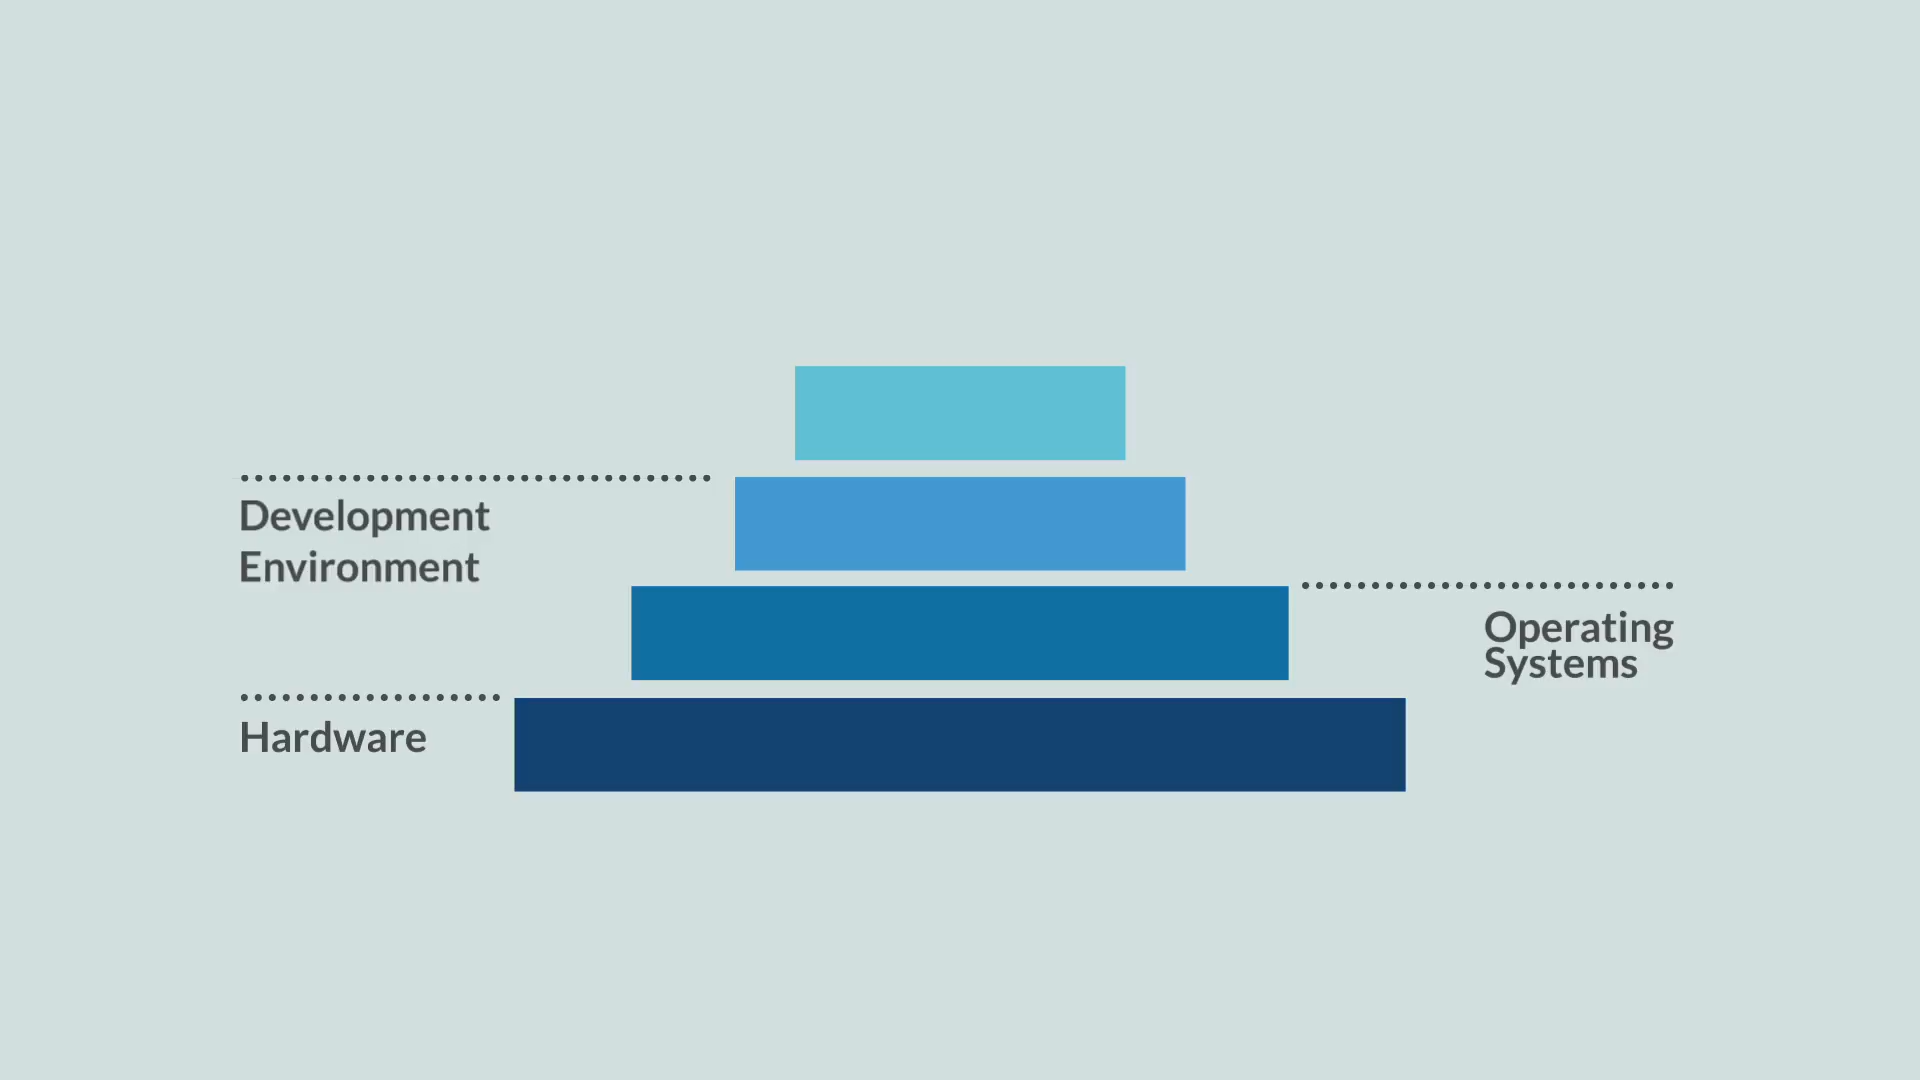 Development
Environment
Operating
Systems
Hardware